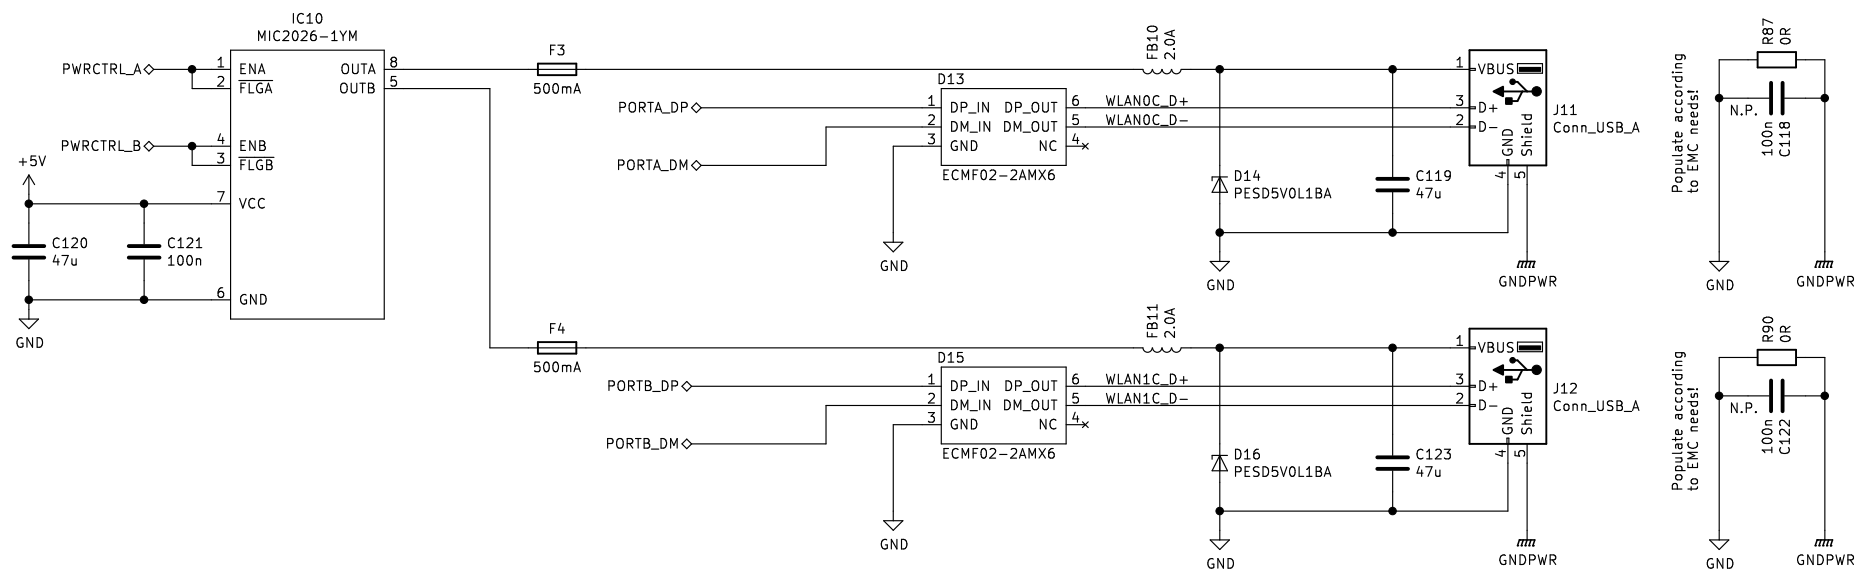 IC10
MIC2026-1YM
PWRCTRL_A
1 ENA
2 FLGA
OUTA 8
OUTB 5
PWRCTRL_B
4 ENB
3 FLGB
+5V
7 VCC
C120
47u
C121
100n
6 GND
GND
F3
500mA
FB10
2.0A
D13
PORTA_DP
1 DP_IN DP_OUT 6
WLAN0C_D+
2 DM_IN DM_OUT 5
WLAN0C_D-
3 GND NC 4
PORTA_DM
ECMF02-2AMX6
GND
D14
PESD5V0L1BA
C119
47u
GND
1 VBUS
3 D+
2 D-
GND
Shield
4
5
J11
Conn_USB_A
GNDPWR
Populate according
to EMC needs!
R87
0R
N.P.
100n
C118
GND
GNDPWR
F4
500mA
FB11
2.0A
D15
PORTB_DP
1 DP_IN DP_OUT 6
WLAN1C_D+
2 DM_IN DM_OUT 5
WLAN1C_D-
3 GND NC 4
PORTB_DM
ECMF02-2AMX6
GND
D16
PESD5V0L1BA
C123
47u
GND
1 VBUS
3 D+
2 D-
GND
Shield
4
5
J12
Conn_USB_A
GNDPWR
Populate according
to EMC needs!
R90
0R
N.P.
100n
C122
GND
GNDPWR